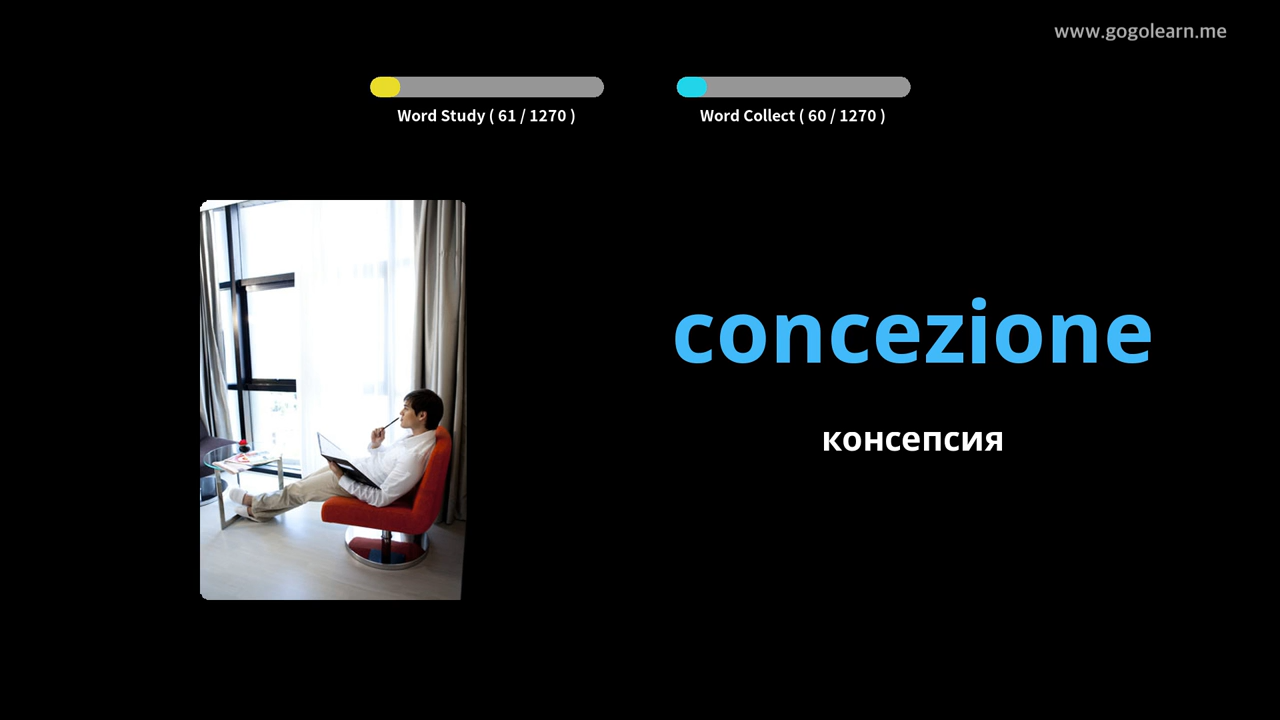 www.gogolearn.me
Word Study ( 61 / 1270 )
Word Collect ( 60 / 1270 )
concezione
консепсия